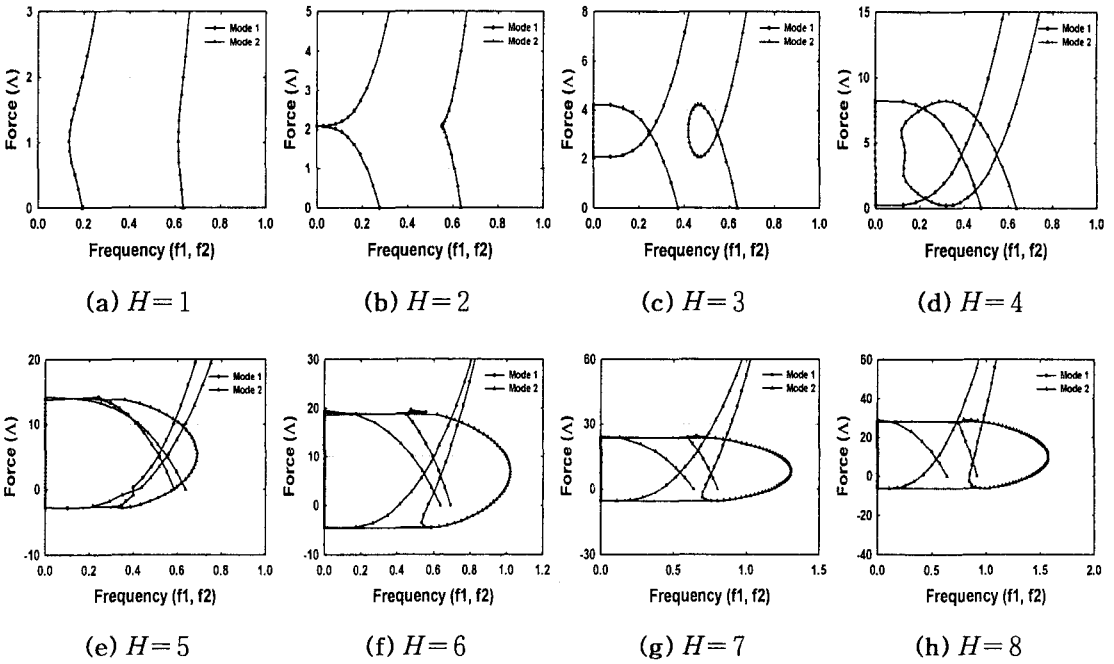 Force (Λ)
3
2
1
0
0.0 0.2 0.4 0.6 0.8 1.0
Mode 1
Mode 2
Frequency (f1, f2)
(a) H=1
Force (Λ)
5
4
3
2
1
0
0.0 0.2 0.4 0.6 0.8 1.0
Mode 1
Mode 2
Frequency (f1, f2)
(b) H=2
Force (Λ)
8
6
4
2
0
0.0 0.2 0.4 0.6 0.8 1.0
Mode 1
Mode 2
Frequency (f1, f2)
(c) H=3
Force (Λ)
15
10
5
0
0.0 0.2 0.4 0.6 0.8 1.0
Mode 1
Mode 2
Frequency (f1, f2)
(d) H=4
Force (Λ)
20
10
0
-10
0.0 0.2 0.4 0.6 0.8 1.0
Mode 1
Mode 2
Frequency (f1, f2)
(e) H=5
Force (Λ)
30
20
10
0
-10
0.0 0.2 0.4 0.6 0.8 1.0 1.2
Mode 1
Mode 2
Frequency (f1, f2)
(f) H=6
Force (Λ)
60
30
0
-30
0.0 0.5 1.0 1.5
Mode 1
Mode 2
Frequency (f1, f2)
(g) H=7
Force (Λ)
60
40
20
0
-20
-40
0.0 0.5 1.0 1.5 2.0
Mode 1
Mode 2
Frequency (f1, f2)
(h) H=8